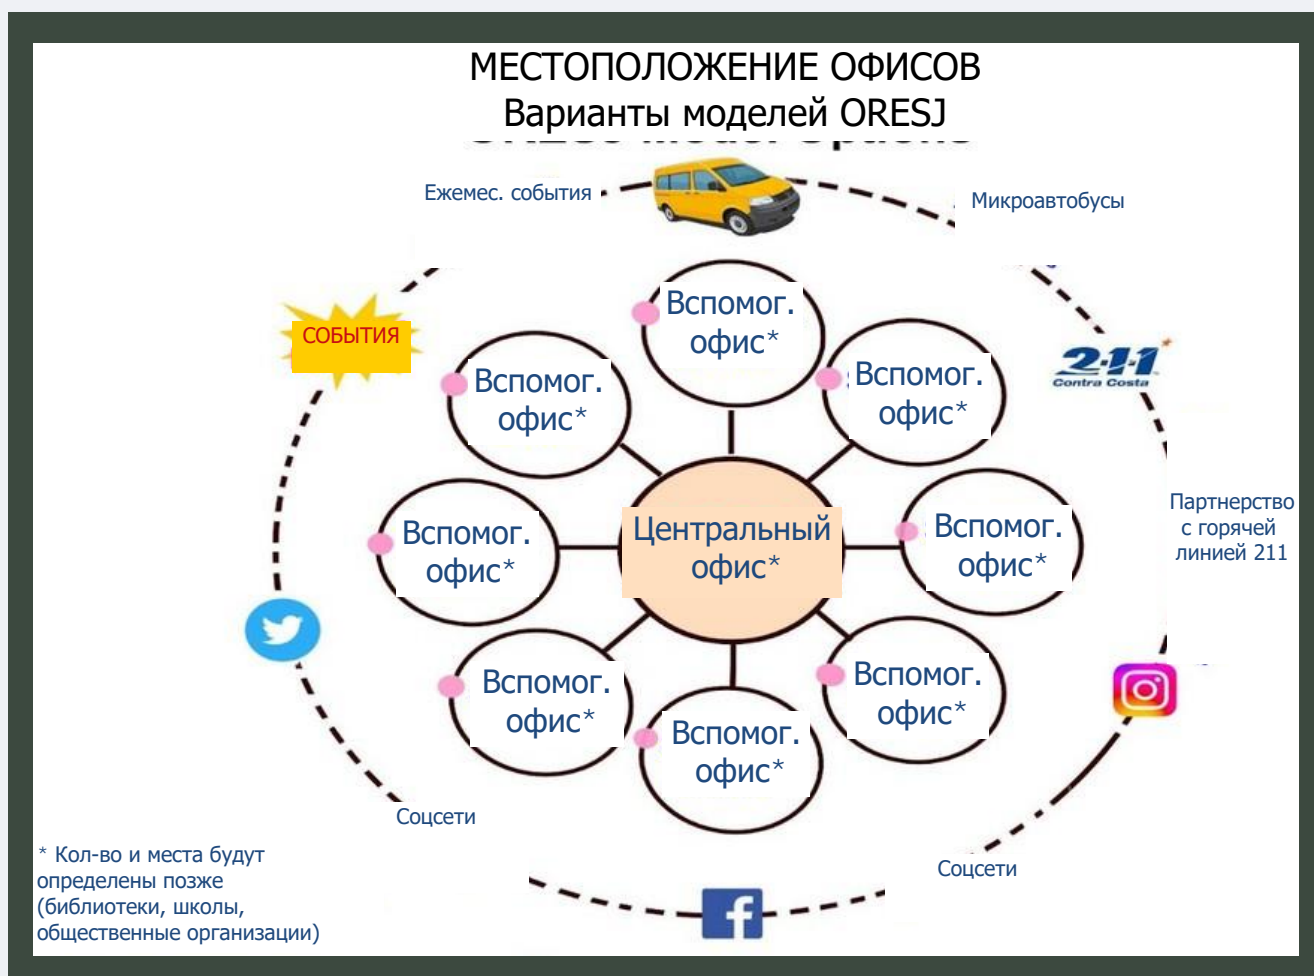 МЕСТОПОЛОЖЕНИЕ ОФИСОВ
Варианты моделей ORESJ
Ежемес. события
Микроавтобусы
СОБЫТИЯ
2-1-1
Contra Costa
Вспомог.
офис*
Вспомог.
офис*
Вспомог.
офис*
Вспомог.
офис*
Центральный
офис*
Вспомог.
офис*
Партнерство
с горячей
линией 211
Вспомог.
офис*
Вспомог.
офис*
Вспомог.
офис*
Соцсети
Соцсети
* Кол-во и места будут
определены позже
(библиотеки, школы,
общественные организации)